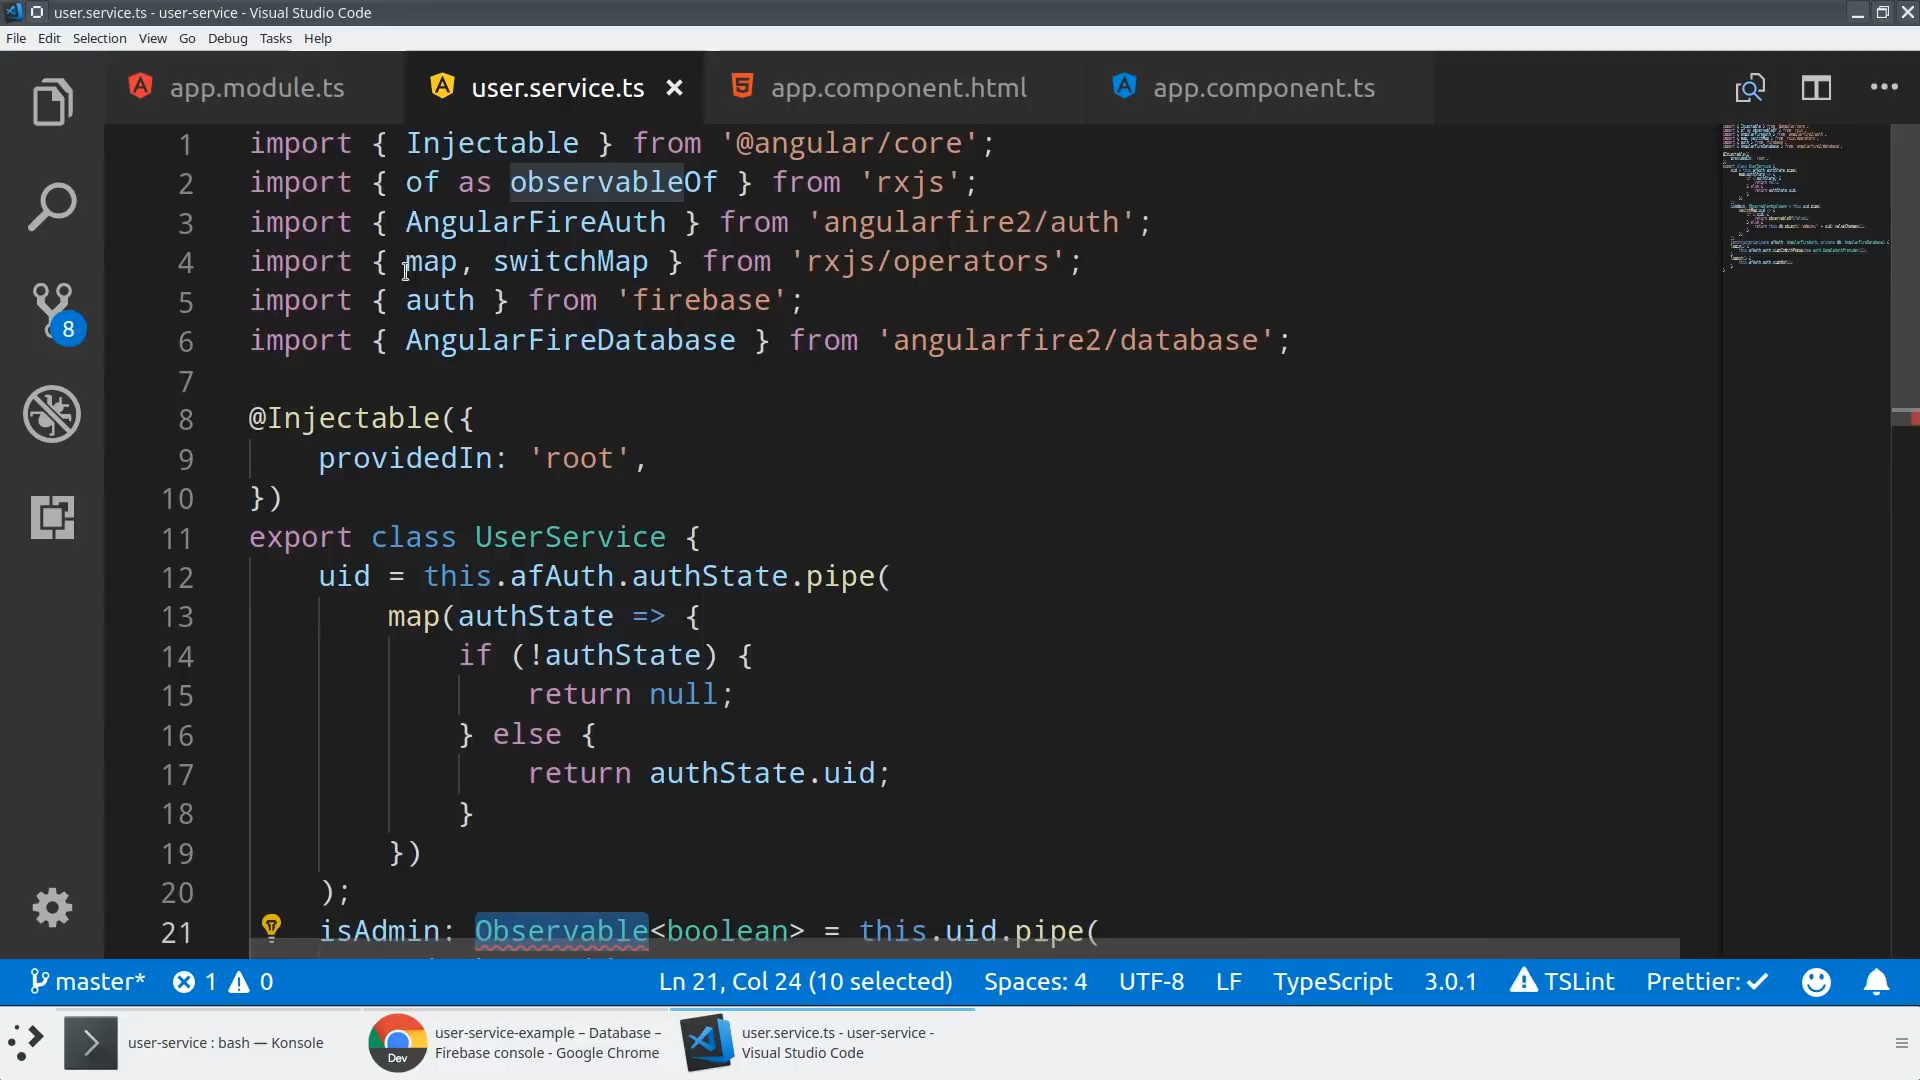 user.service.ts - user-service - Visual Studio Code
File Edit Selection View Go Debug Tasks Help
app.module.ts user.service.ts app.component.html app.component.ts
1 import { Injectable } from '@angular/core';
2 import { of as observableOf } from 'rxjs';
3 import { AngularFireAuth } from 'angularfire2/auth';
4 import { map, switchMap } from 'rxjs/operators';
5 import { auth } from 'firebase';
6 import { AngularFireDatabase } from 'angularfire2/database';
7
8 @Injectable({
9 providedIn: 'root',
10 })
11 export class UserService {
12 uid = this.afAuth.authState.pipe(
13 map(authState => {
14 if (!authState) {
15 return null;
16 } else {
17 return authState.uid;
18 }
19 })
20 );
21 isAdmin: Observable<boolean> = this.uid.pipe(
8
master* 1 0 Ln 21, Col 24 (10 selected) Spaces: 4 UTF-8 LF TypeScript 3.0.1 TSLint Prettier: ✓
user-service : bash — Konsole
Dev
user-service-example – Database –
Firebase console - Google Chrome
user.service.ts - user-service -
Visual Studio Code